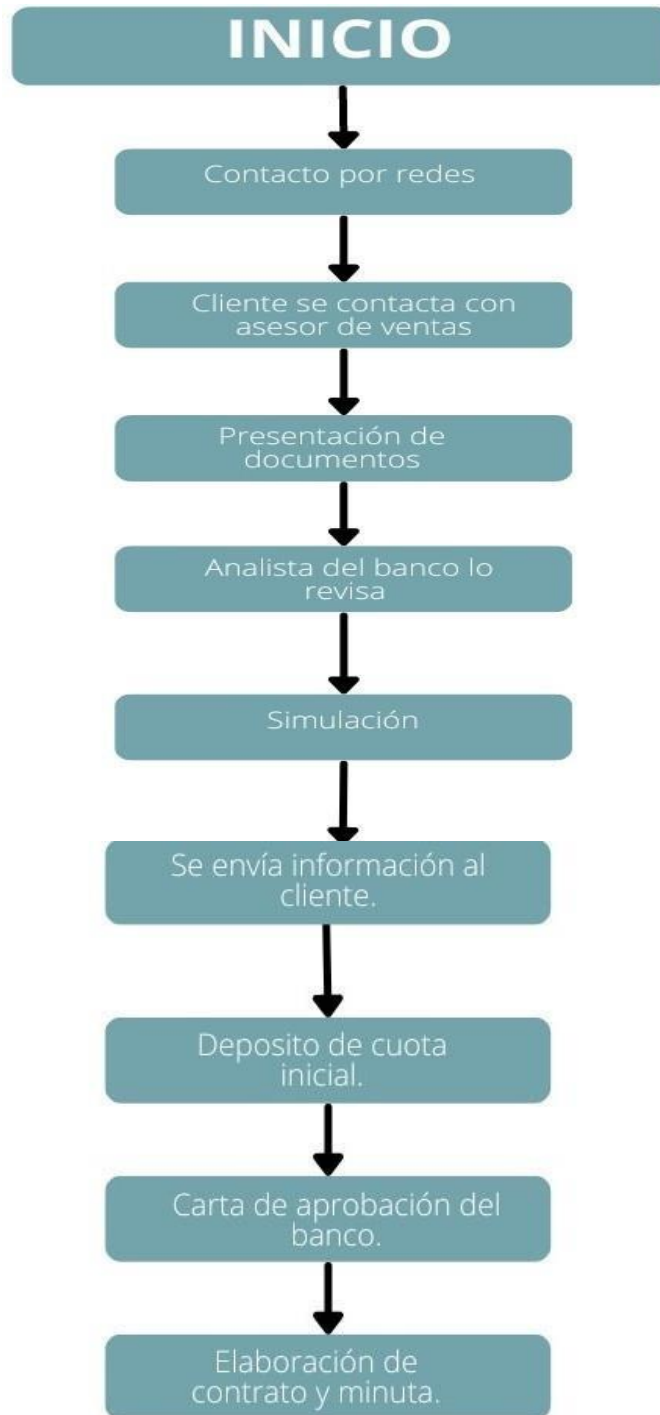 INICIO
Contacto por redes
Cliente se contacta con
asesor de ventas
Presentación de
documentos
Analista del banco lo
revisa
Simulación
Se envía información al
cliente.
Deposito de cuota
inicial.
Carta de aprobación del
banco.
Elaboración de
contrato y minuta.